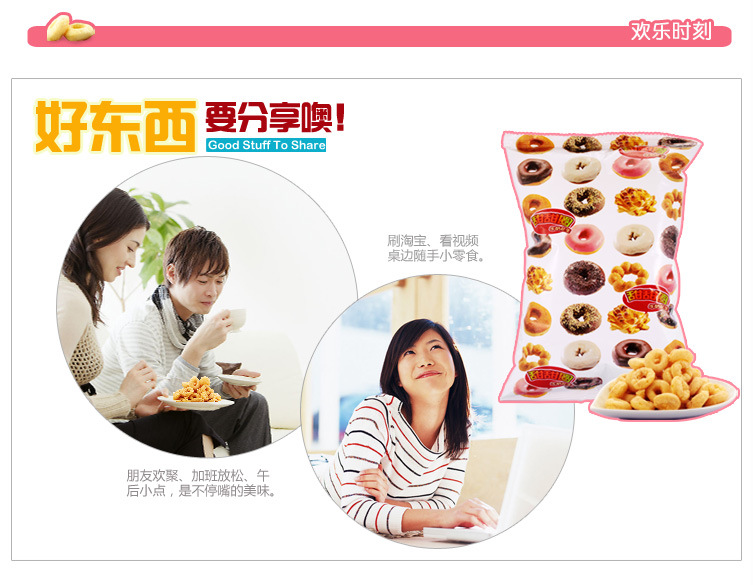 欢乐时刻
好东西 要分享噢!
Good Stuff To Share
刷淘宝、看视频
桌边随手小零食。
朋友欢聚、加班放松、午
后小点，是不停嘴的美味。